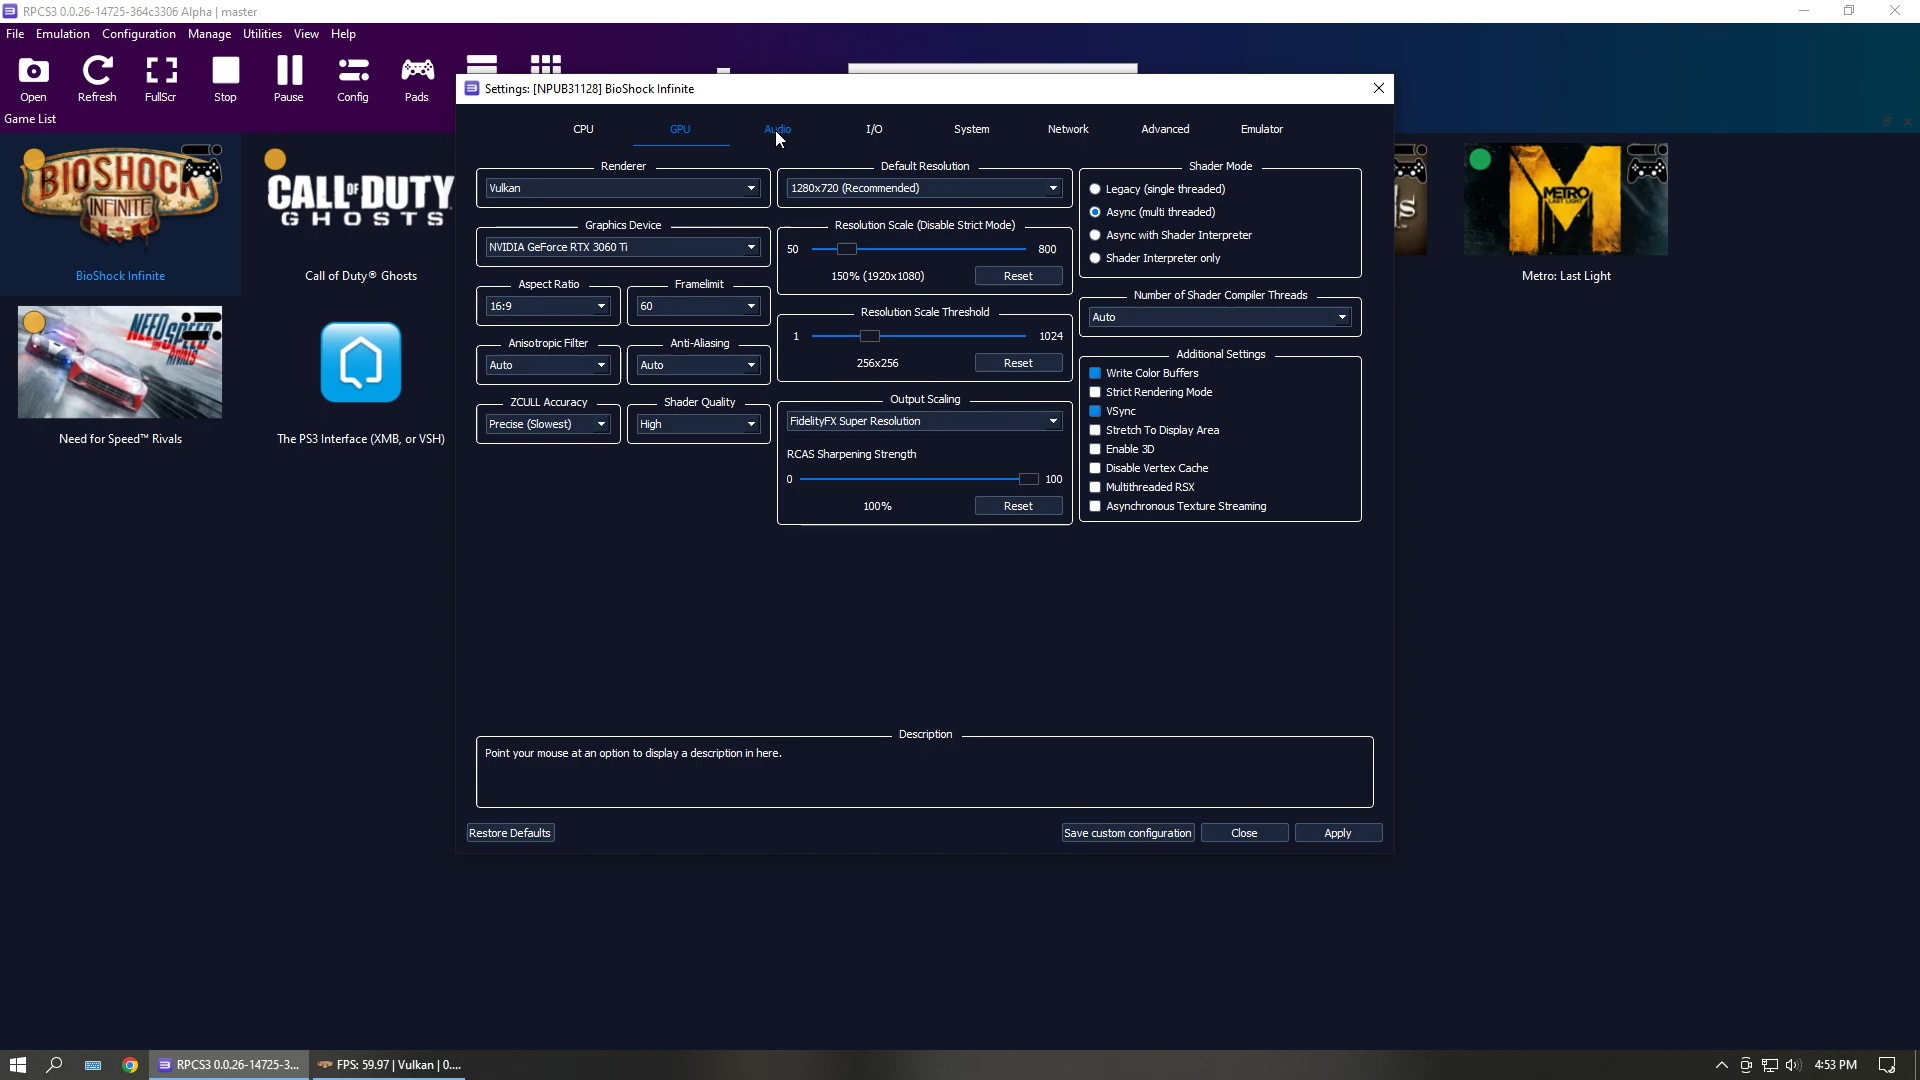 RPCS3 0.0.26-14725-364c3306 Alpha | master
File Emulation Configuration Manage Utilities View Help
Open Refresh FullScr Stop Pause Config Pads
Game List
Settings: [NPUB31128] BioShock Infinite
CPU GPU Audio I/O System Network Advanced Emulator
Renderer
Vulkan
Graphics Device
NVIDIA GeForce RTX 3060 Ti
Aspect Ratio Framelimit
16:9 60
Anisotropic Filter Anti-Aliasing
Auto Auto
ZCULL Accuracy Shader Quality
Precise (Slowest) High
Default Resolution
1280x720 (Recommended)
Resolution Scale (Disable Strict Mode)
50 800
150% (1920x1080) Reset
Resolution Scale Threshold
1 1024
256x256 Reset
Output Scaling
FidelityFX Super Resolution
RCAS Sharpening Strength
0 100
100% Reset
Shader Mode
Legacy (single threaded)
Async (multi threaded)
Async with Shader Interpreter
Shader Interpreter only
Number of Shader Compiler Threads
Auto
Additional Settings
Write Color Buffers
Strict Rendering Mode
VSync
Stretch To Display Area
Enable 3D
Disable Vertex Cache
Multithreaded RSX
Asynchronous Texture Streaming
Description
Point your mouse at an option to display a description in here.
Restore Defaults Save custom configuration Close Apply
BIOSHOCK
INFINITE
BioShock Infinite
CALL OF DUTY
GHOSTS
Call of Duty® Ghosts
METRO
LAST LIGHT
Metro: Last Light
NEED FOR SPEED
RIVALS
Need for Speed™ Rivals
The PS3 Interface (XMB, or VSH)
RPCS3 0.0.26-14725-3... FPS: 59.97 | Vulkan | 0.... 4:53 PM